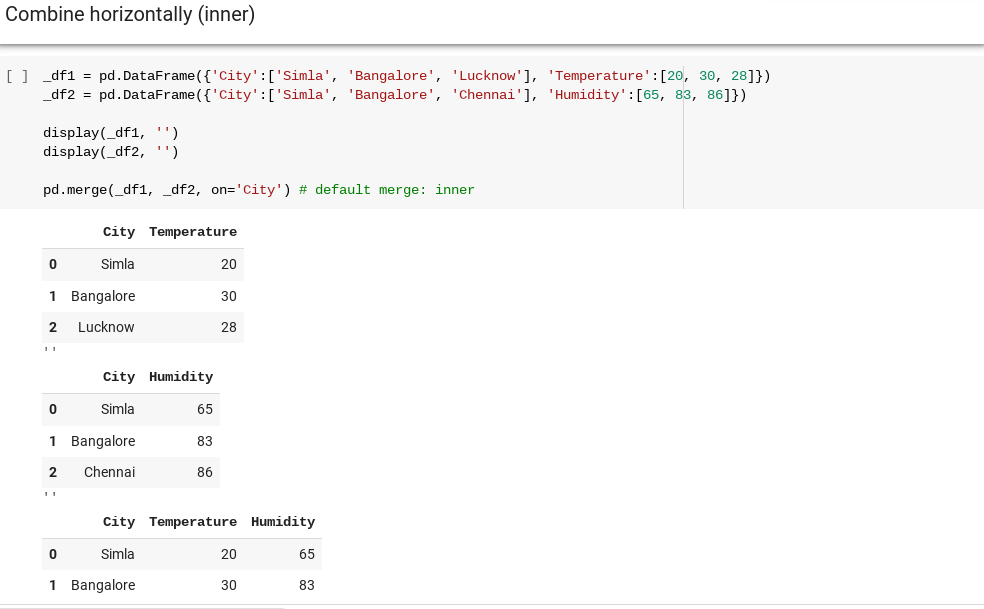 Combine horizontally (inner)
[ ] _df1 = pd.DataFrame({'City':['Simla', 'Bangalore', 'Lucknow'], 'Temperature':[20, 30, 28]})
_df2 = pd.DataFrame({'City':['Simla', 'Bangalore', 'Chennai'], 'Humidity':[65, 83, 86]})
display(_df1, '')
display(_df2, '')
pd.merge(_df1, _df2, on='City') # default merge: inner
City Temperature
0 Simla 20
1 Bangalore 30
2 Lucknow 28
''
City Humidity
0 Simla 65
1 Bangalore 83
2 Chennai 86
''
City Temperature Humidity
0 Simla 20 65
1 Bangalore 30 83